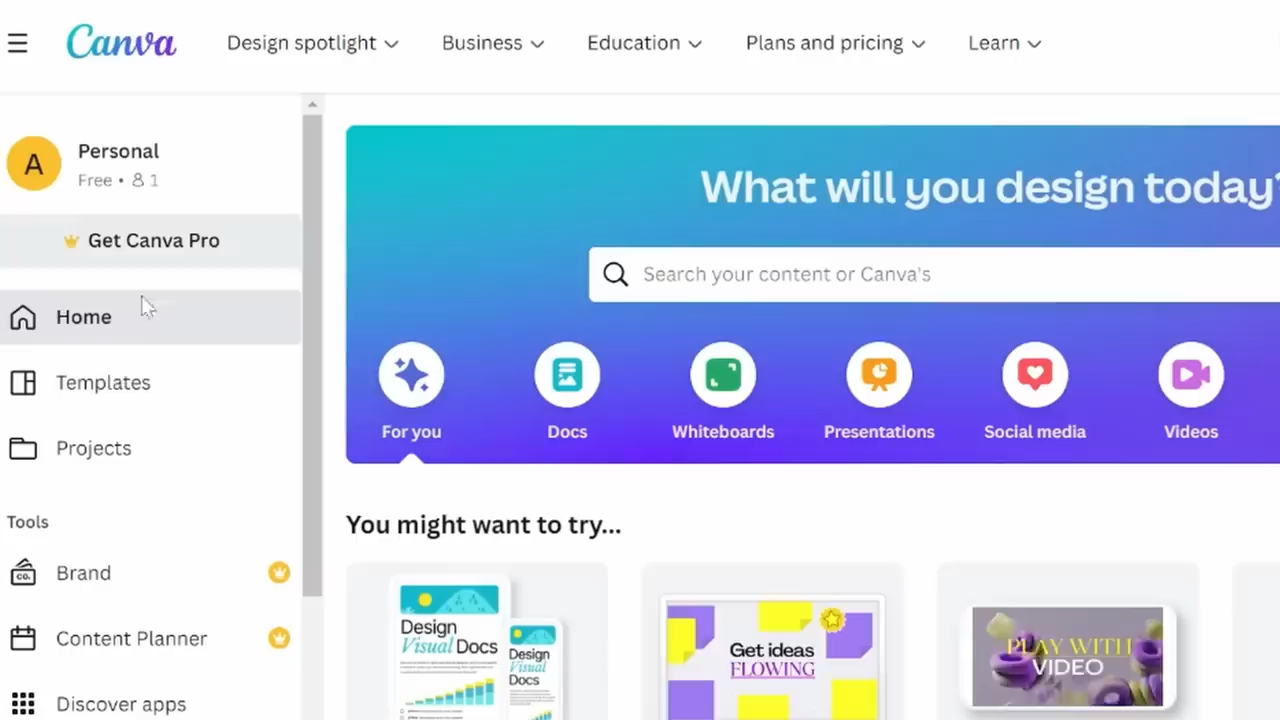 Canva
Design spotlight
Business
Education
Plans and pricing
Learn
A
Personal
Free • 1
Get Canva Pro
Home
Templates
Projects
Tools
Brand
CO.
Content Planner
Discover apps
What will you design today?
Search your content or Canva's
For you
Docs
Whiteboards
Presentations
Social media
Videos
You might want to try...
Design
Visual Docs
Design
Visual
Docs
Get ideas
FLOWING
PLAY WITH
VIDEO